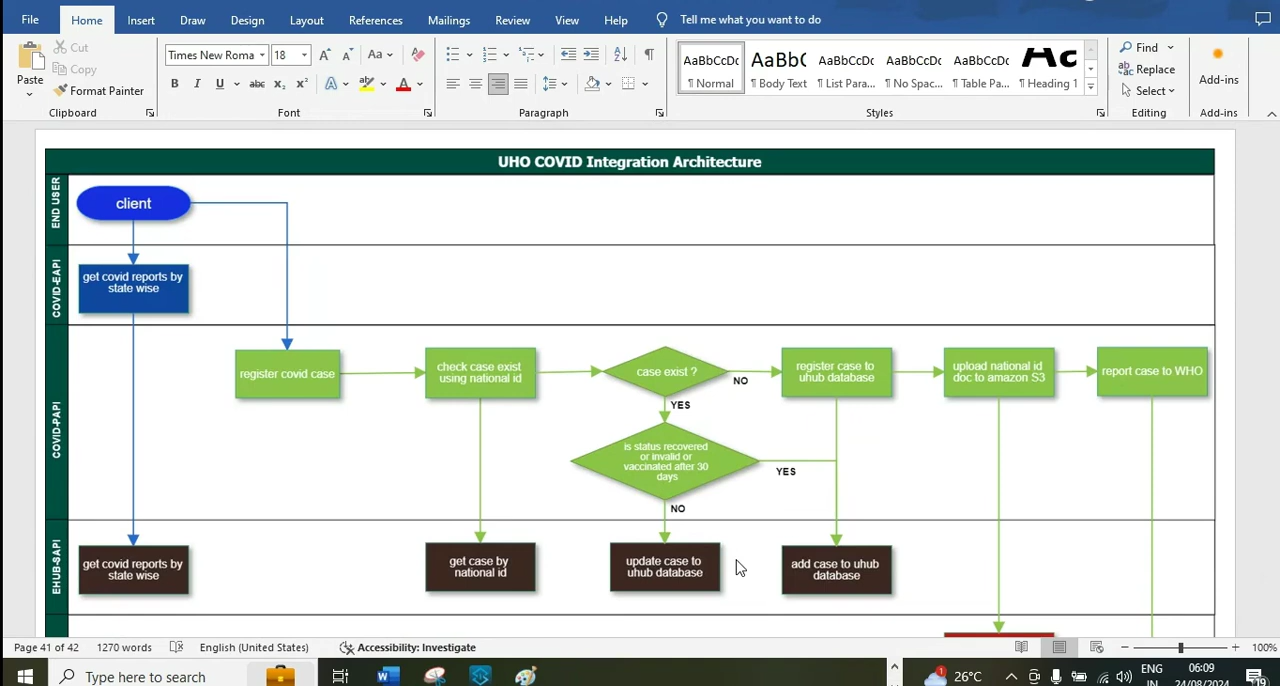 File Home Insert Draw Design Layout References Mailings Review View Help Tell me what you want to do
Paste
Cut
Copy
Format Painter
Clipboard
Times New Roma 18
Font
Paragraph
AaBbCcDc AaBbC AaBbCcDc AaBbCcDc AaBbCcDc AaBbCc
¶ Normal ¶ Body Text ¶ List Para... ¶ No Spac... ¶ Table Pa... ¶ Heading 1
Styles
Find
Replace
Select
Editing
Add-ins
Add-ins
UHO COVID Integration Architecture
END USER
client
COVID-EAPI
get covid reports by
state wise
COVID-PAPI
register covid case
check case exist
using national id
case exist ?
NO
register case to
uhub database
upload national id
doc to amazon S3
report case to WHO
YES
is status recovered
or invalid or
vaccinated after 30
days
YES
NO
EHUB-SAPI
get covid reports by
state wise
get case by
national id
update case to
uhub database
add case to uhub
database
Page 41 of 42 1270 words English (United States) Accessibility: Investigate 100%
Type here to search
26°C
ENG
IN
06:09
24/08/2024
19